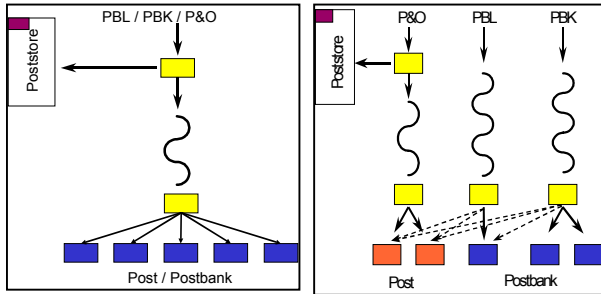 PBL / PBK / P&O
Poststore
Post / Postbank
P&O PBL PBK
Poststore
Post Postbank